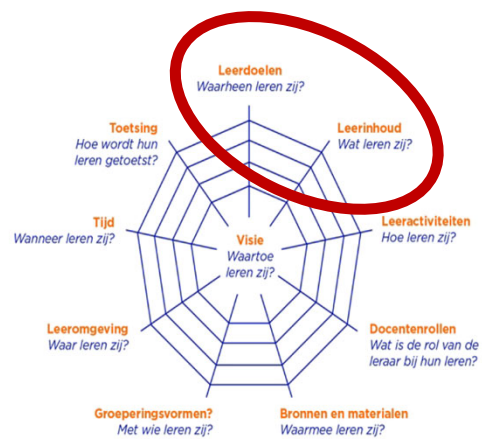 Leerdoelen
Waarheen leren zij?
Leerinhoud
Wat leren zij?
Leeractiviteiten
Hoe leren zij?
Docentenrollen
Wat is de rol van de
leraar bij hun leren?
Bronnen en materialen
Waarmee leren zij?
Groeperingsvormen?
Met wie leren zij?
Leeromgeving
Waar leren zij?
Tijd
Wanneer leren zij?
Toetsing
Hoe wordt hun
leren getoetst?
Visie
Waartoe
leren zij?